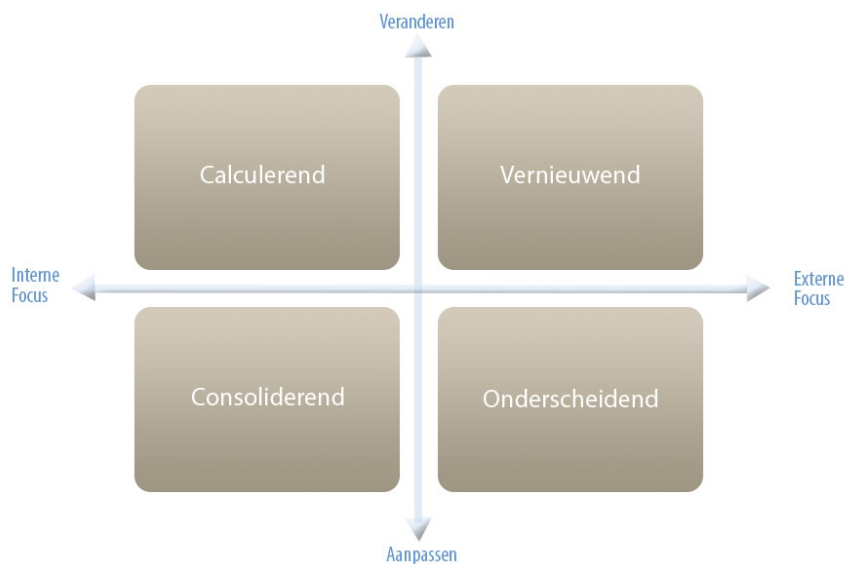 Veranderen
Calculerend
Vernieuwend
Interne
Focus
Externe
Focus
Consoliderend
Onderscheidend
Aanpassen